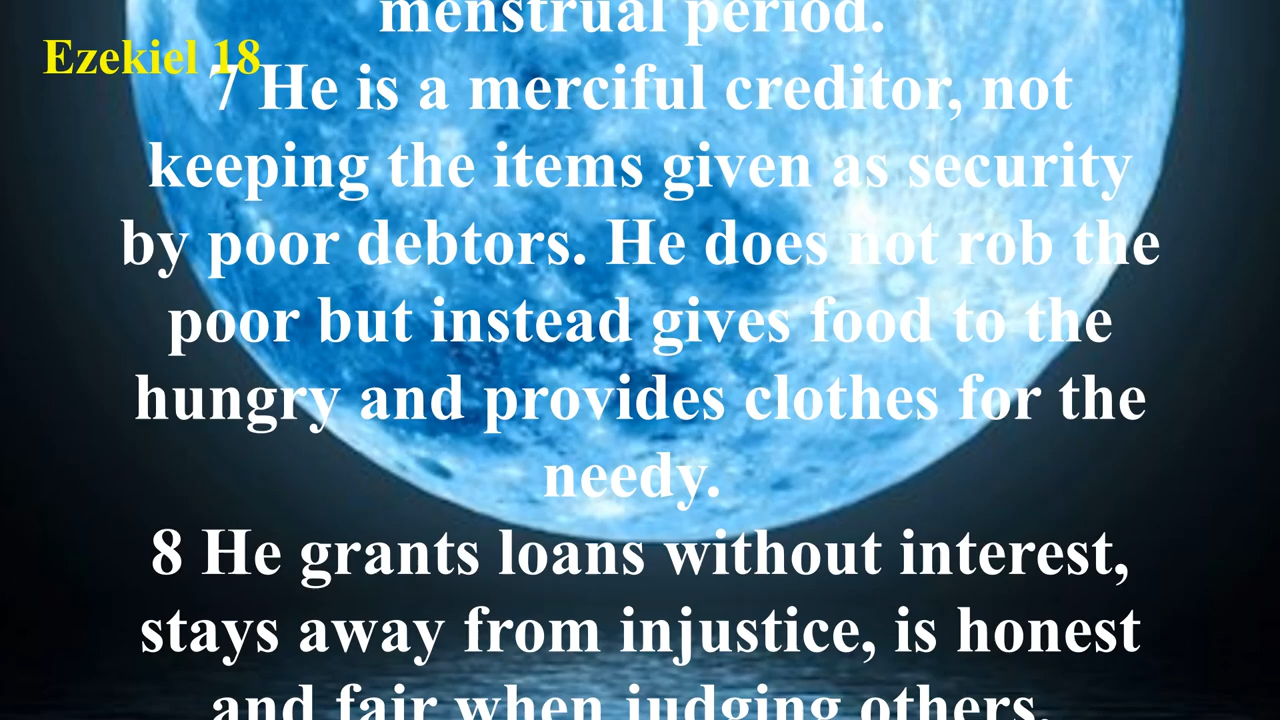 menstrual period.
Ezekiel 18
7 He is a merciful creditor, not
keeping the items given as security
by poor debtors. He does not rob the
poor but instead gives food to the
hungry and provides clothes for the
needy.
8 He grants loans without interest,
stays away from injustice, is honest
and fair when judging others,